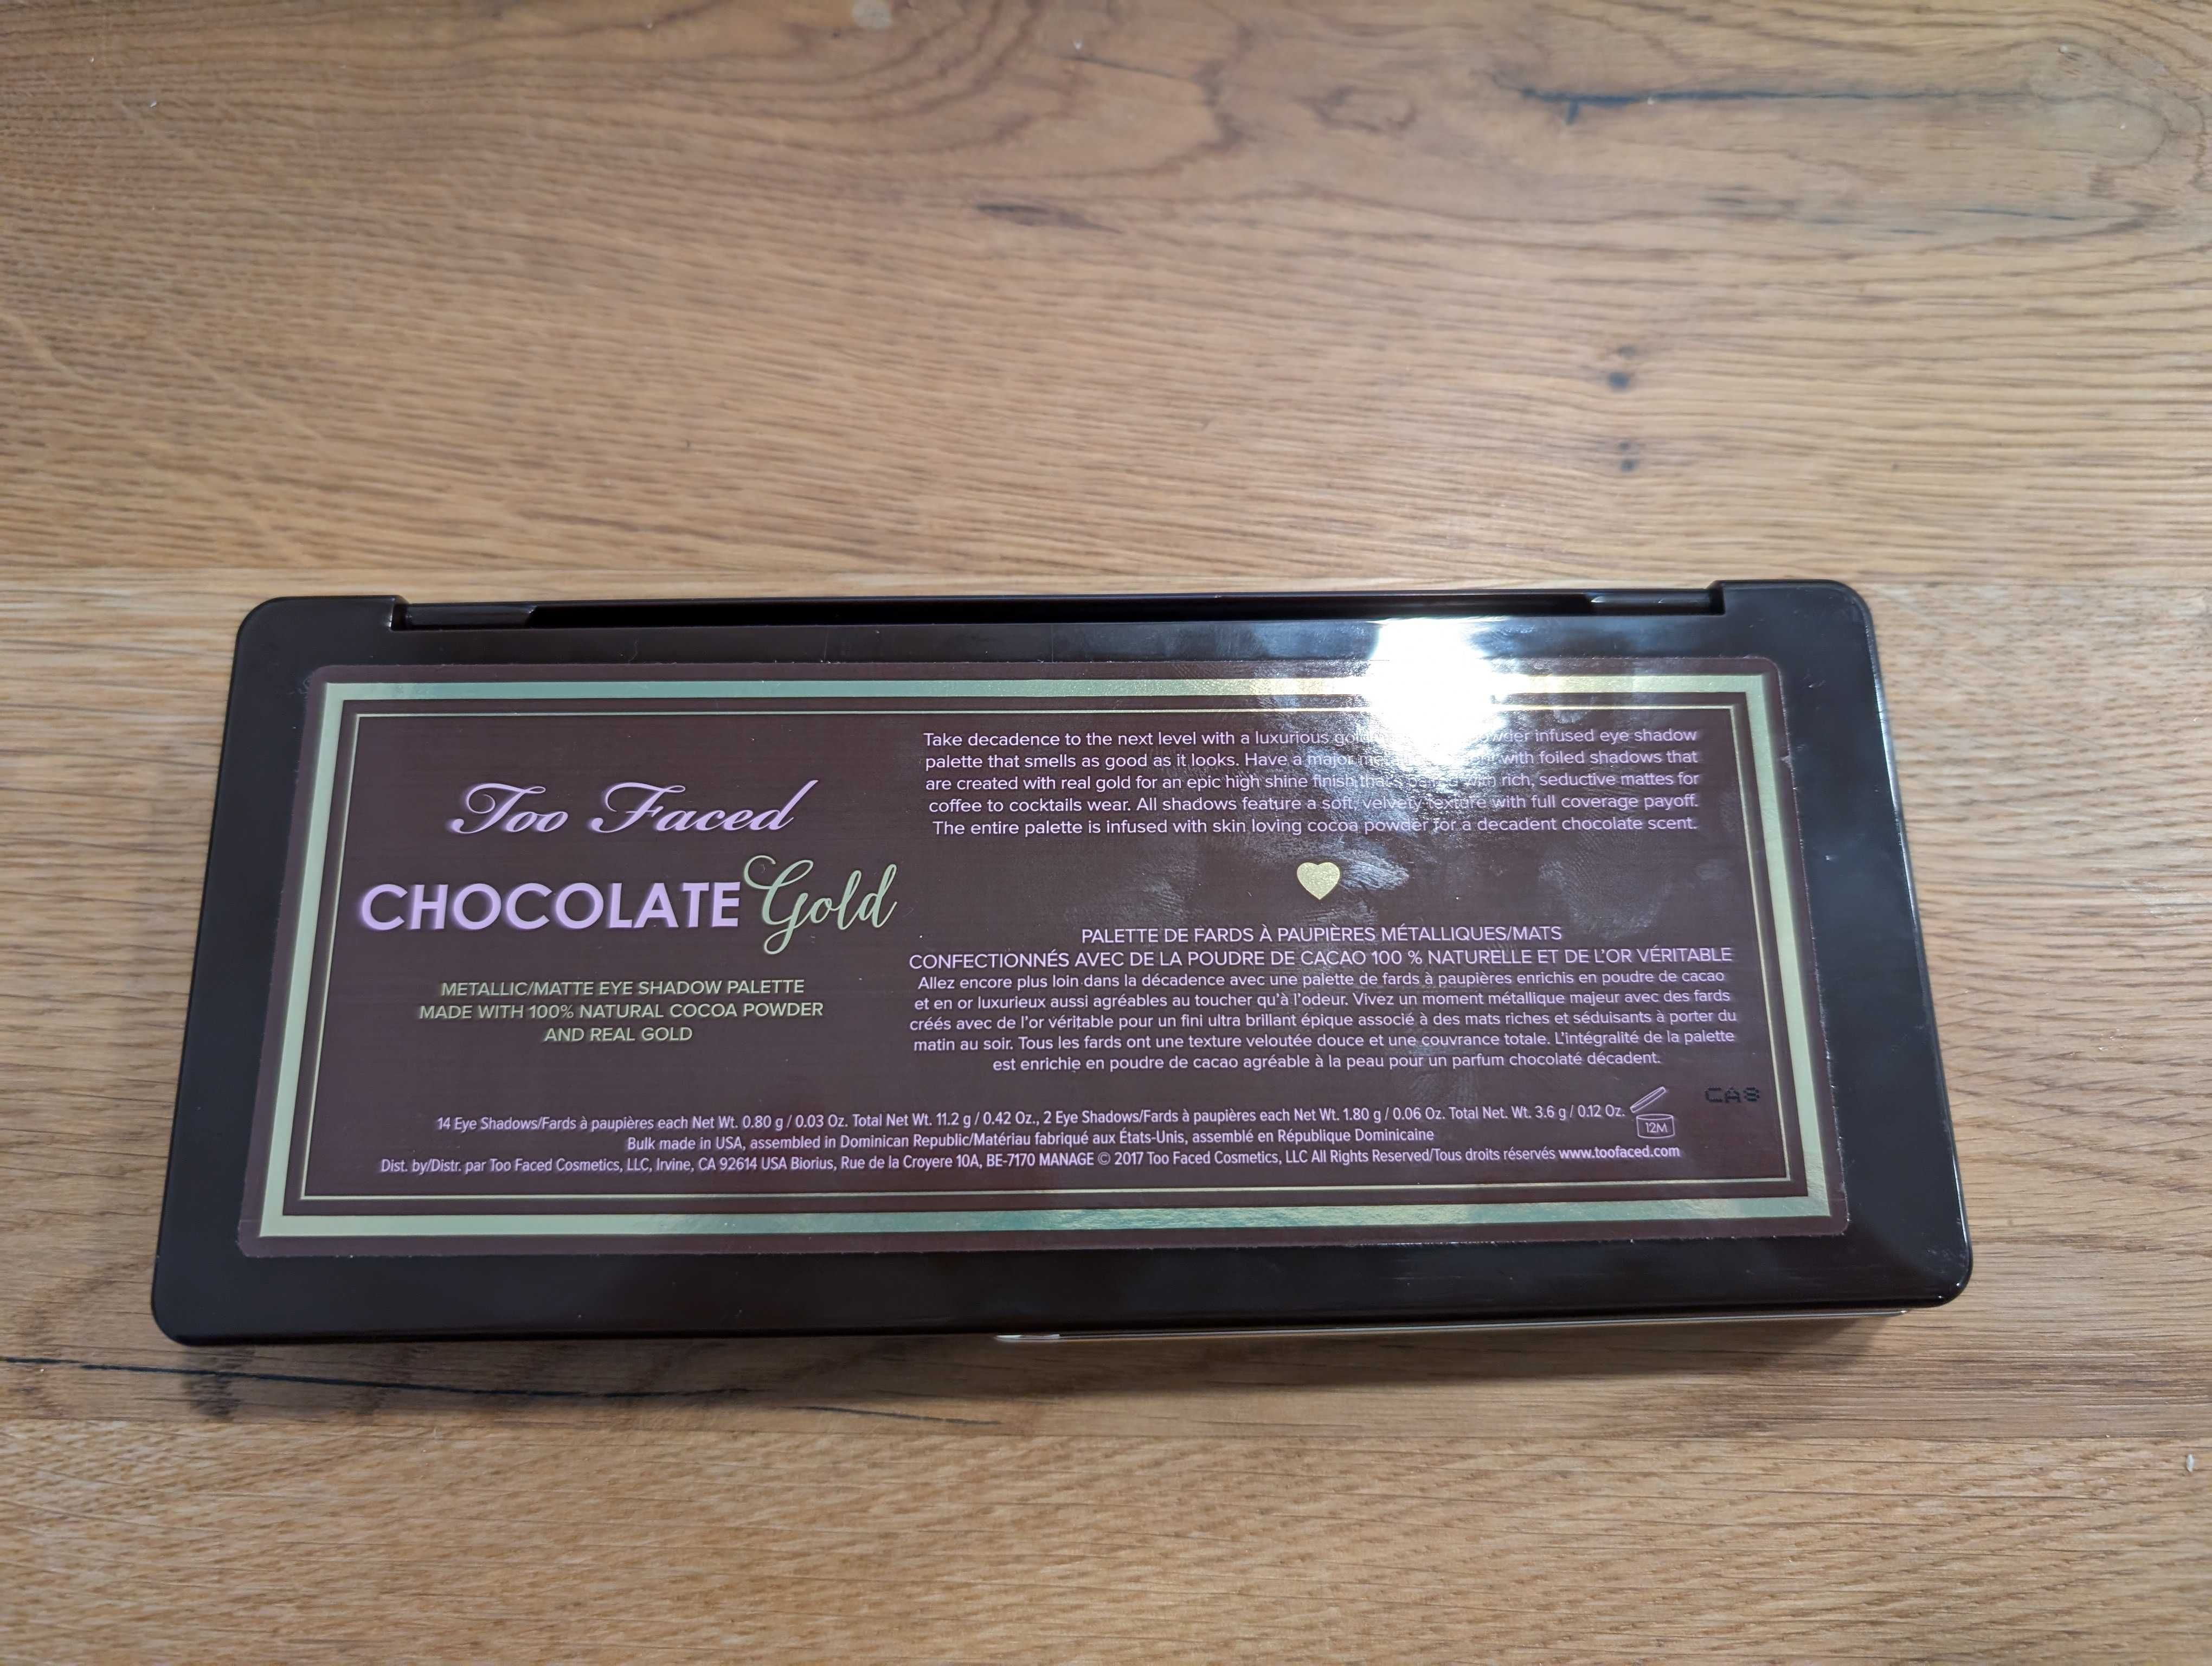 Too Faced
CHOCOLATE Gold
METALLIC/MATTE EYE SHADOW PALETTE
MADE WITH 100% NATURAL COCOA POWDER
AND REAL GOLD
Take decadence to the next level with a luxurious infused eye shadow
palette that smells as good as it looks. Have a major with foiled shadows that
are created with real gold for an epic high shine finish that's with rich, seductive mattes for
coffee to cocktails wear. All shadows feature a soft, velvety texture with full coverage payoff.
The entire palette is infused with skin loving cocoa powder for a decadent chocolate scent.
PALETTE DE FARDS À PAUPIÈRES MÉTALLIQUES/MATS
CONFECTIONNÉS AVEC DE LA POUDRE DE CACAO 100 % NATURELLE ET DE L'OR VÉRITABLE
Allez encore plus loin dans la décadence avec une palette de fards à paupières enrichis en poudre de cacao
et en or luxurieux aussi agréables au toucher qu'à l'odeur. Vivez un moment métallique majeur avec des fards
créés avec de l'or véritable pour un fini ultra brillant épique associé à des mats riches et séduisants à porter du
matin au soir. Tous les fards ont une texture veloutée douce et une couvrance totale. L'intégralité de la palette
est enrichie en poudre de cacao agréable à la peau pour un parfum chocolaté décadent.
CA8
14 Eye Shadows/Fards à paupières each Net Wt. 0.80 g / 0.03 Oz. Total Net Wt. 11.2 g / 0.42 Oz., 2 Eye Shadows/Fards à paupières each Net Wt. 1.80 g / 0.06 Oz. Total Net. Wt. 3.6 g / 0.12 Oz.
12M
Bulk made in USA, assembled in Dominican Republic/Matériau fabriqué aux États-Unis, assemblé en République Dominicaine
Dist. by/Distr. par Too Faced Cosmetics, LLC, Irvine, CA 92614 USA Biorius, Rue de la Croyere 10A, BE-7170 MANAGE © 2017 Too Faced Cosmetics, LLC All Rights Reserved/Tous droits réservés www.toofaced.com